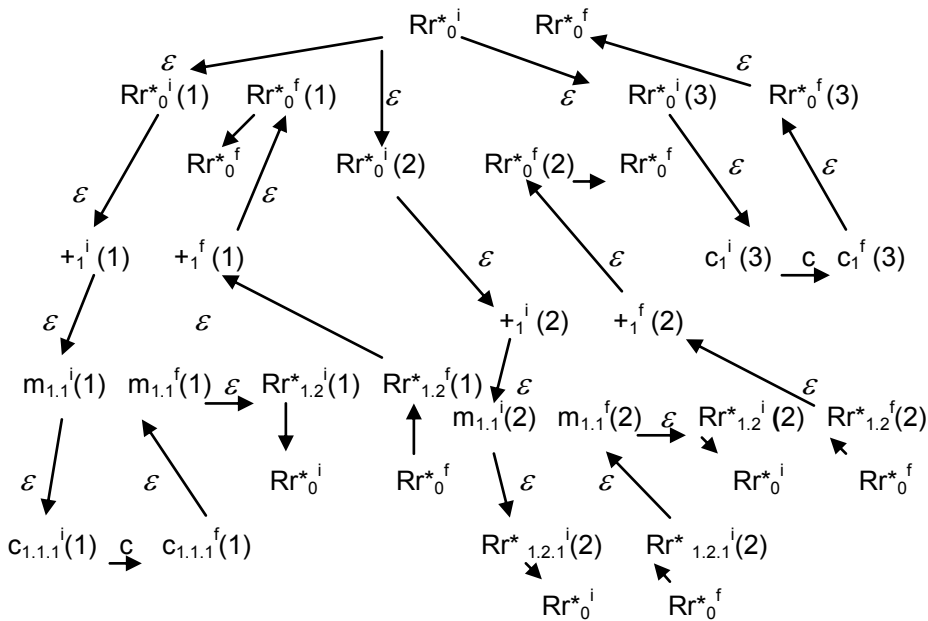 Rr*₀ⁱ Rr*₀ᶠ
ε ε
Rr*₀ⁱ(1) Rr*₀ᶠ(1) ε ε Rr*₀ⁱ(3) Rr*₀ᶠ(3)
Rr*₀ᶠ Rr*₀ⁱ(2) Rr*₀ᶠ(2) Rr*₀ᶠ
ε ε ε ε
+₁ⁱ(1) +₁ᶠ(1) ε ε c₁ⁱ(3) c c₁ᶠ(3)
ε ε +₁ⁱ(2) +₁ᶠ(2)
m₁.₁ⁱ(1) m₁.₁ᶠ(1) ε Rr*₁.₂ⁱ(1) Rr*₁.₂ᶠ(1) ε ε
m₁.₁ⁱ(2) m₁.₁ᶠ(2) ε Rr*₁.₂ⁱ(2) Rr*₁.₂ᶠ(2)
ε ε Rr*₀ⁱ Rr*₀ᶠ ε ε Rr*₀ⁱ Rr*₀ᶠ
c₁.₁.₁ⁱ(1) c c₁.₁.₁ᶠ(1) Rr*₁.₂.₁ⁱ(2) Rr*₁.₂.₁ⁱ(2)
Rr*₀ⁱ Rr*₀ᶠ